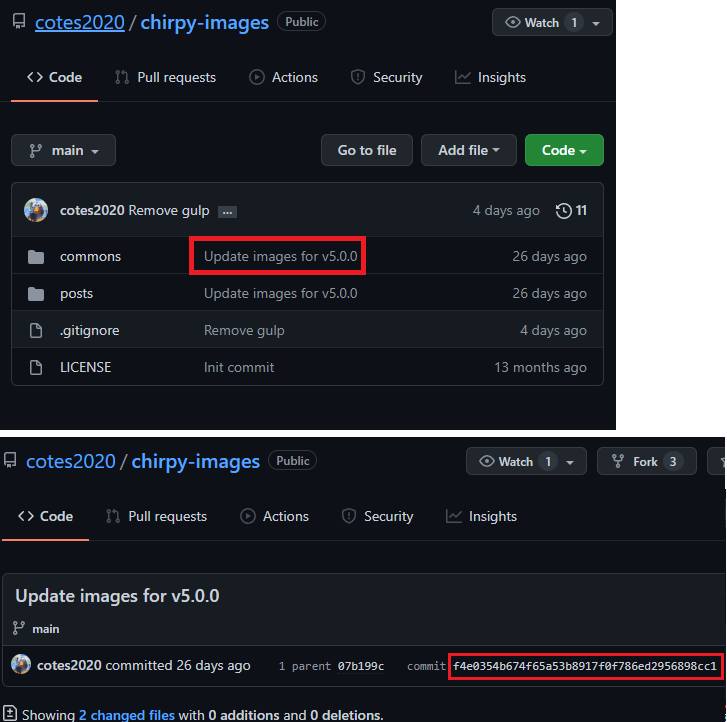 cotes2020 / chirpy-images Public Watch 1
Code Pull requests Actions Security Insights
main Go to file Add file Code
cotes2020 Remove gulp ... 4 days ago 11
commons Update images for v5.0.0 26 days ago
posts Update images for v5.0.0 26 days ago
.gitignore Remove gulp 4 days ago
LICENSE Init commit 13 months ago
cotes2020 / chirpy-images Public Watch 1 Fork 3
Code Pull requests Actions Security Insights
Update images for v5.0.0
main
cotes2020 committed 26 days ago 1 parent 07b199c commit f4e0354b674f65a53b8917f0f786ed2956898cc1
Showing 2 changed files with 0 additions and 0 deletions.